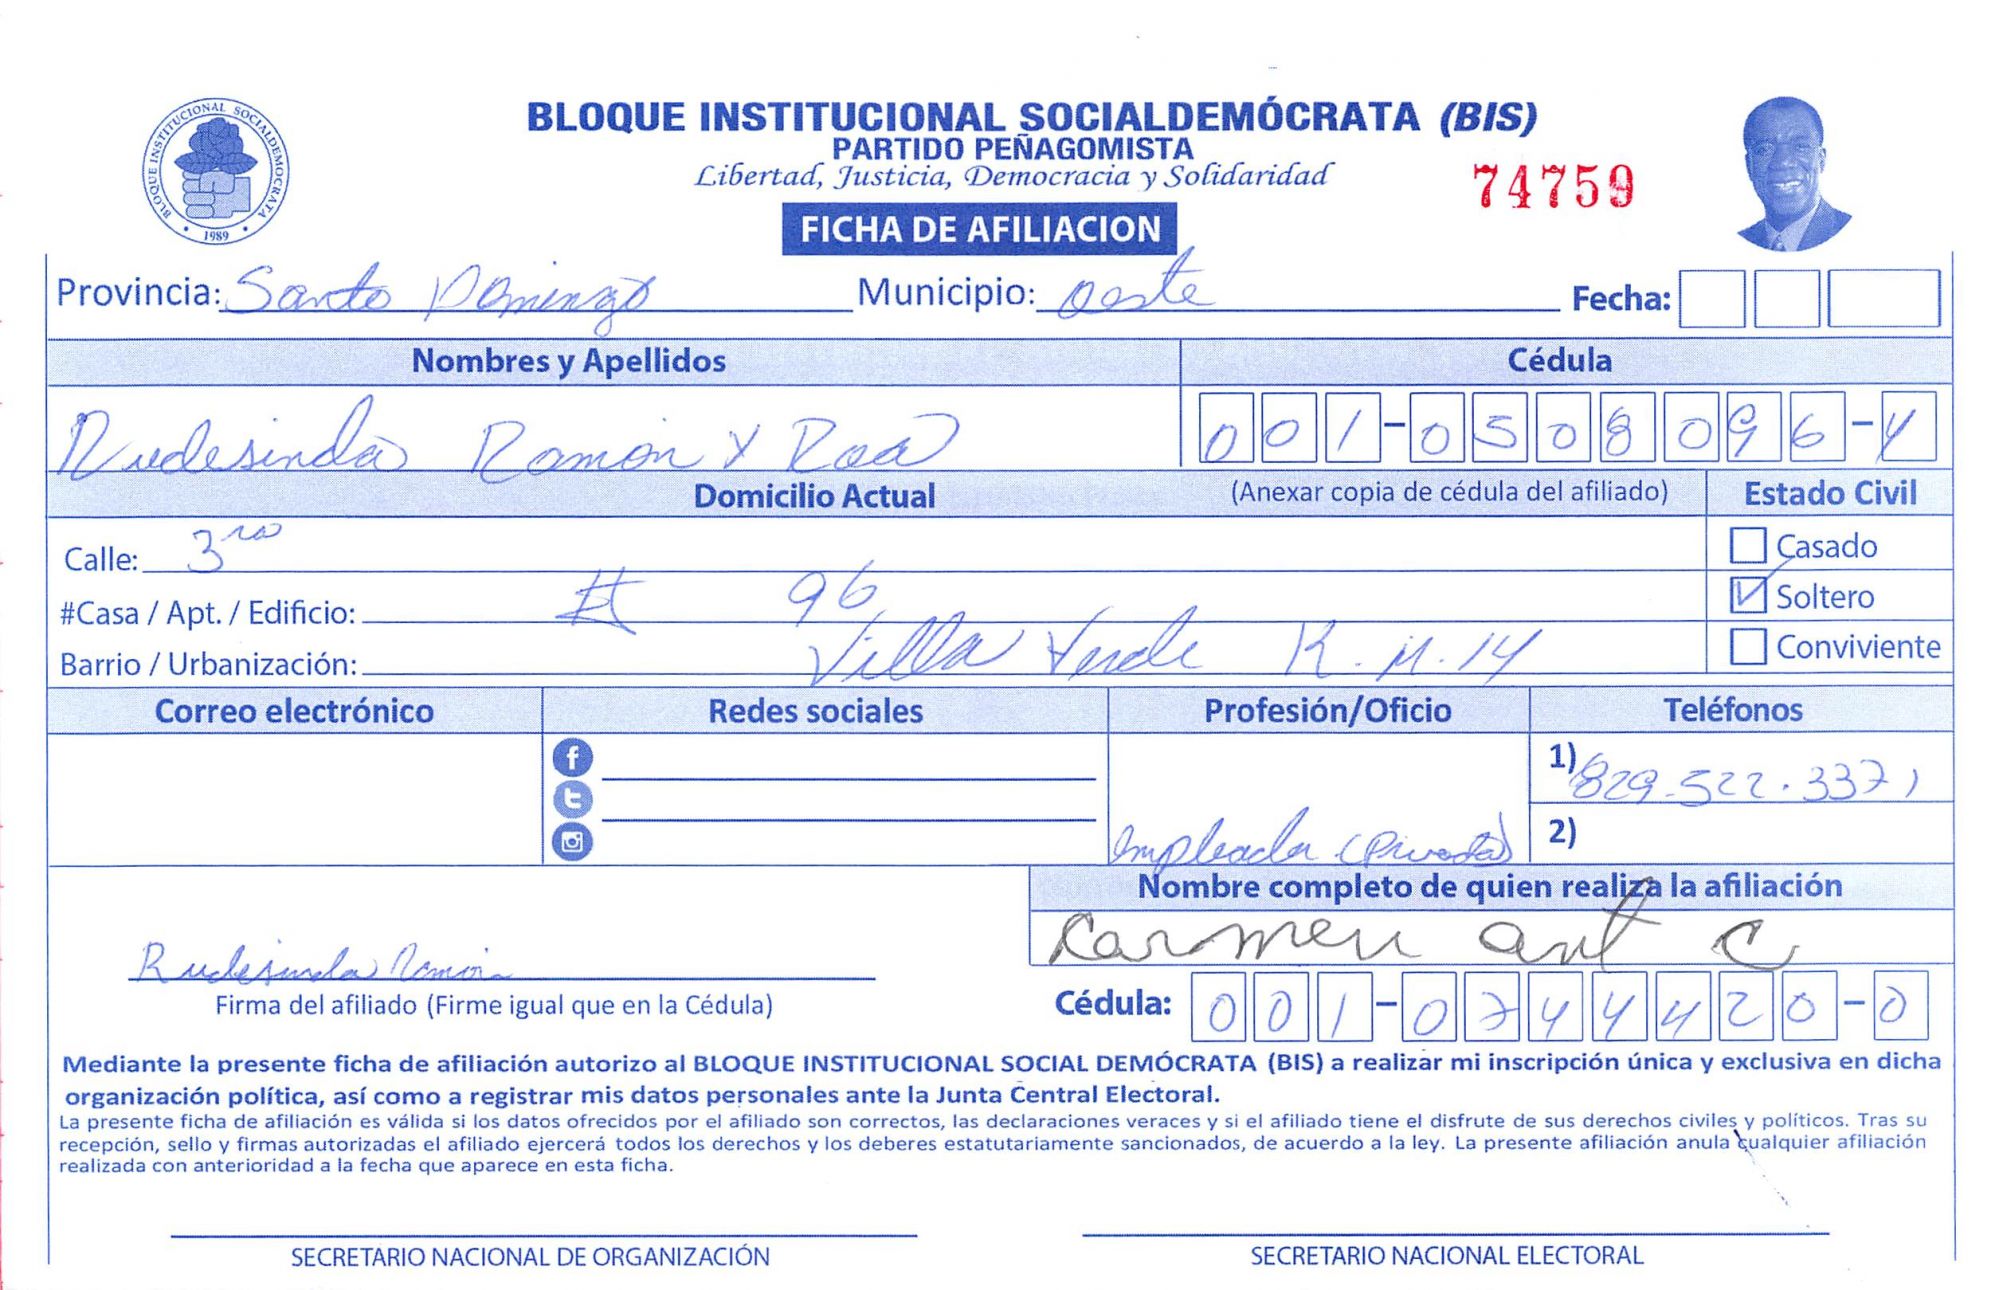 BLOQUE INSTITUCIONAL SOCIALDEMOCRATA
1989
BLOQUE INSTITUCIONAL SOCIALDEMÓCRATA (BIS)
PARTIDO PEÑAGOMISTA
Libertad, Justicia, Democracia y Solidaridad
74759
FICHA DE AFILIACION
Provincia: Santo Domingo Municipio: Oeste Fecha:
Nombres y Apellidos Cédula
Rudesinda Ramon y Roa 001-0508096-4
Domicilio Actual (Anexar copia de cédula del afiliado) Estado Civil
Calle: 3ra Casado
#Casa / Apt. / Edificio: # 96 Soltero
Barrio / Urbanización: Villa Verde K.M.14 Conviviente
Correo electrónico Redes sociales Profesión/Oficio Teléfonos
1) 829-522.3371
Empleada (Privada) 2)
Nombre completo de quien realiza la afiliación
Carmen ant C
Rudesinda Ramon
Firma del afiliado (Firme igual que en la Cédula) Cédula: 001-0744420-0
Mediante la presente ficha de afiliación autorizo al BLOQUE INSTITUCIONAL SOCIAL DEMÓCRATA (BIS) a realizar mi inscripción única y exclusiva en dicha
organización política, así como a registrar mis datos personales ante la Junta Central Electoral.
La presente ficha de afiliación es válida si los datos ofrecidos por el afiliado son correctos, las declaraciones veraces y si el afiliado tiene el disfrute de sus derechos civiles y políticos. Tras su
recepción, sello y firmas autorizadas el afiliado ejercerá todos los derechos y los deberes estatutariamente sancionados, de acuerdo a la ley. La presente afiliación anula cualquier afiliación
realizada con anterioridad a la fecha que aparece en esta ficha.
SECRETARIO NACIONAL DE ORGANIZACIÓN SECRETARIO NACIONAL ELECTORAL